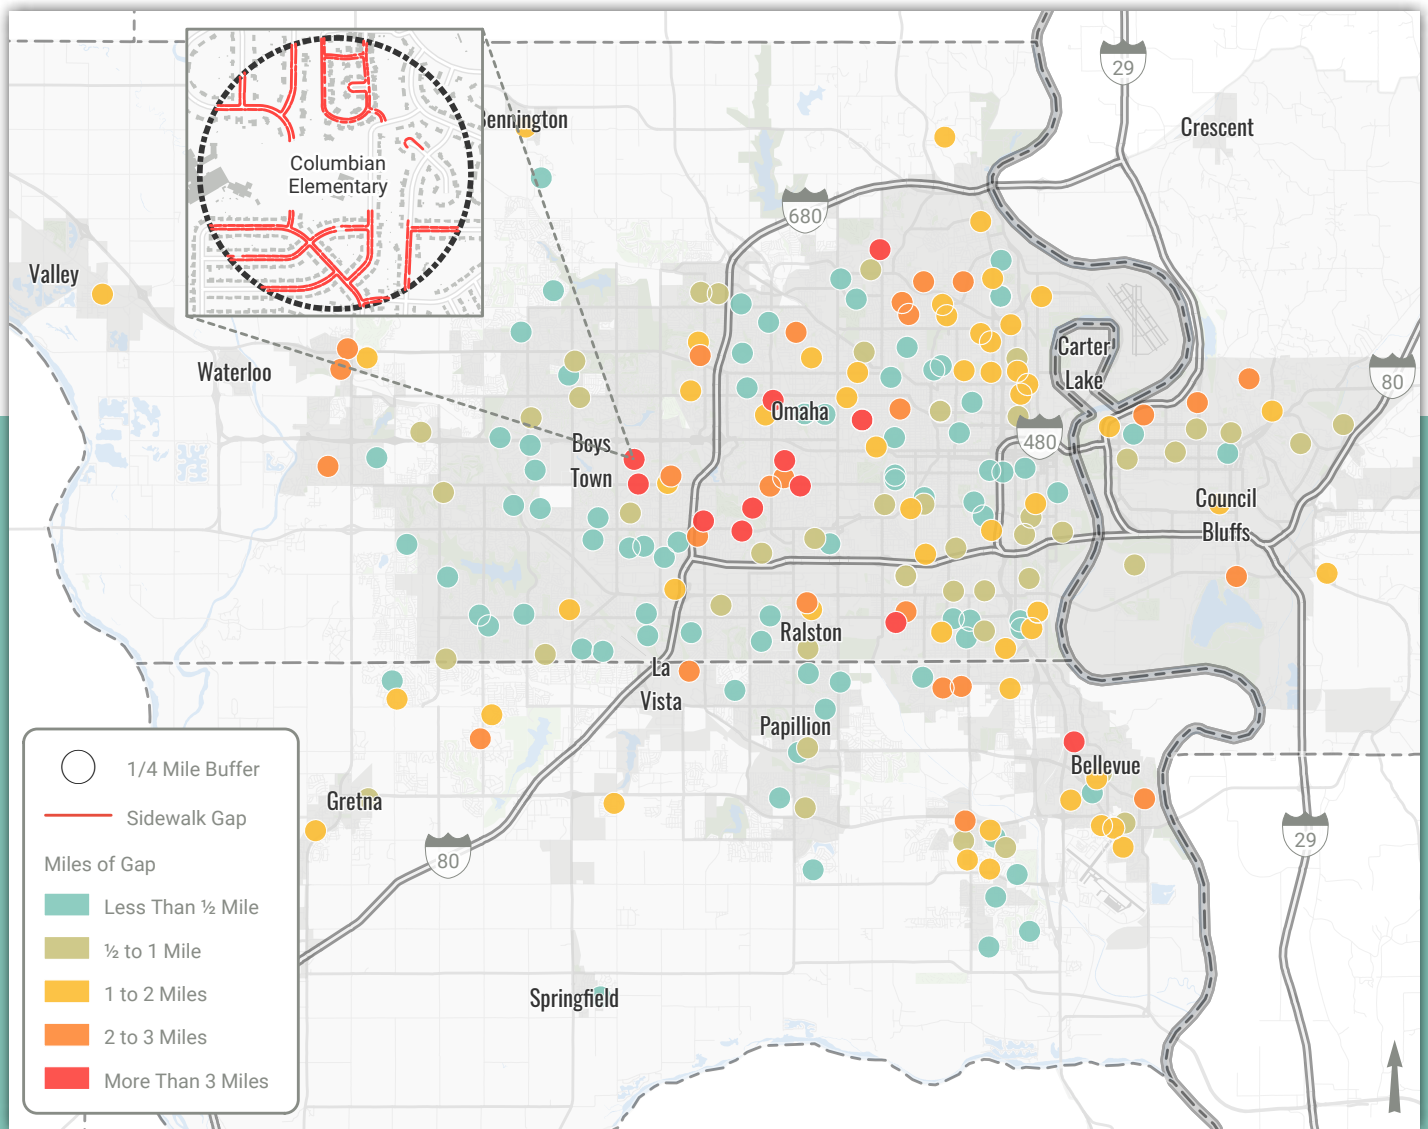 29
Bennington
Crescent
Columbian
Elementary
680
Valley
Carter
Lake
Waterloo
80
Omaha
480
Boys
Town
Council
Bluffs
Ralston
La
Vista
Papillion
Bellevue
1/4 Mile Buffer
Sidewalk Gap
Gretna
29
80
Miles of Gap
Less Than ½ Mile
½ to 1 Mile
1 to 2 Miles
Springfield
2 to 3 Miles
More Than 3 Miles